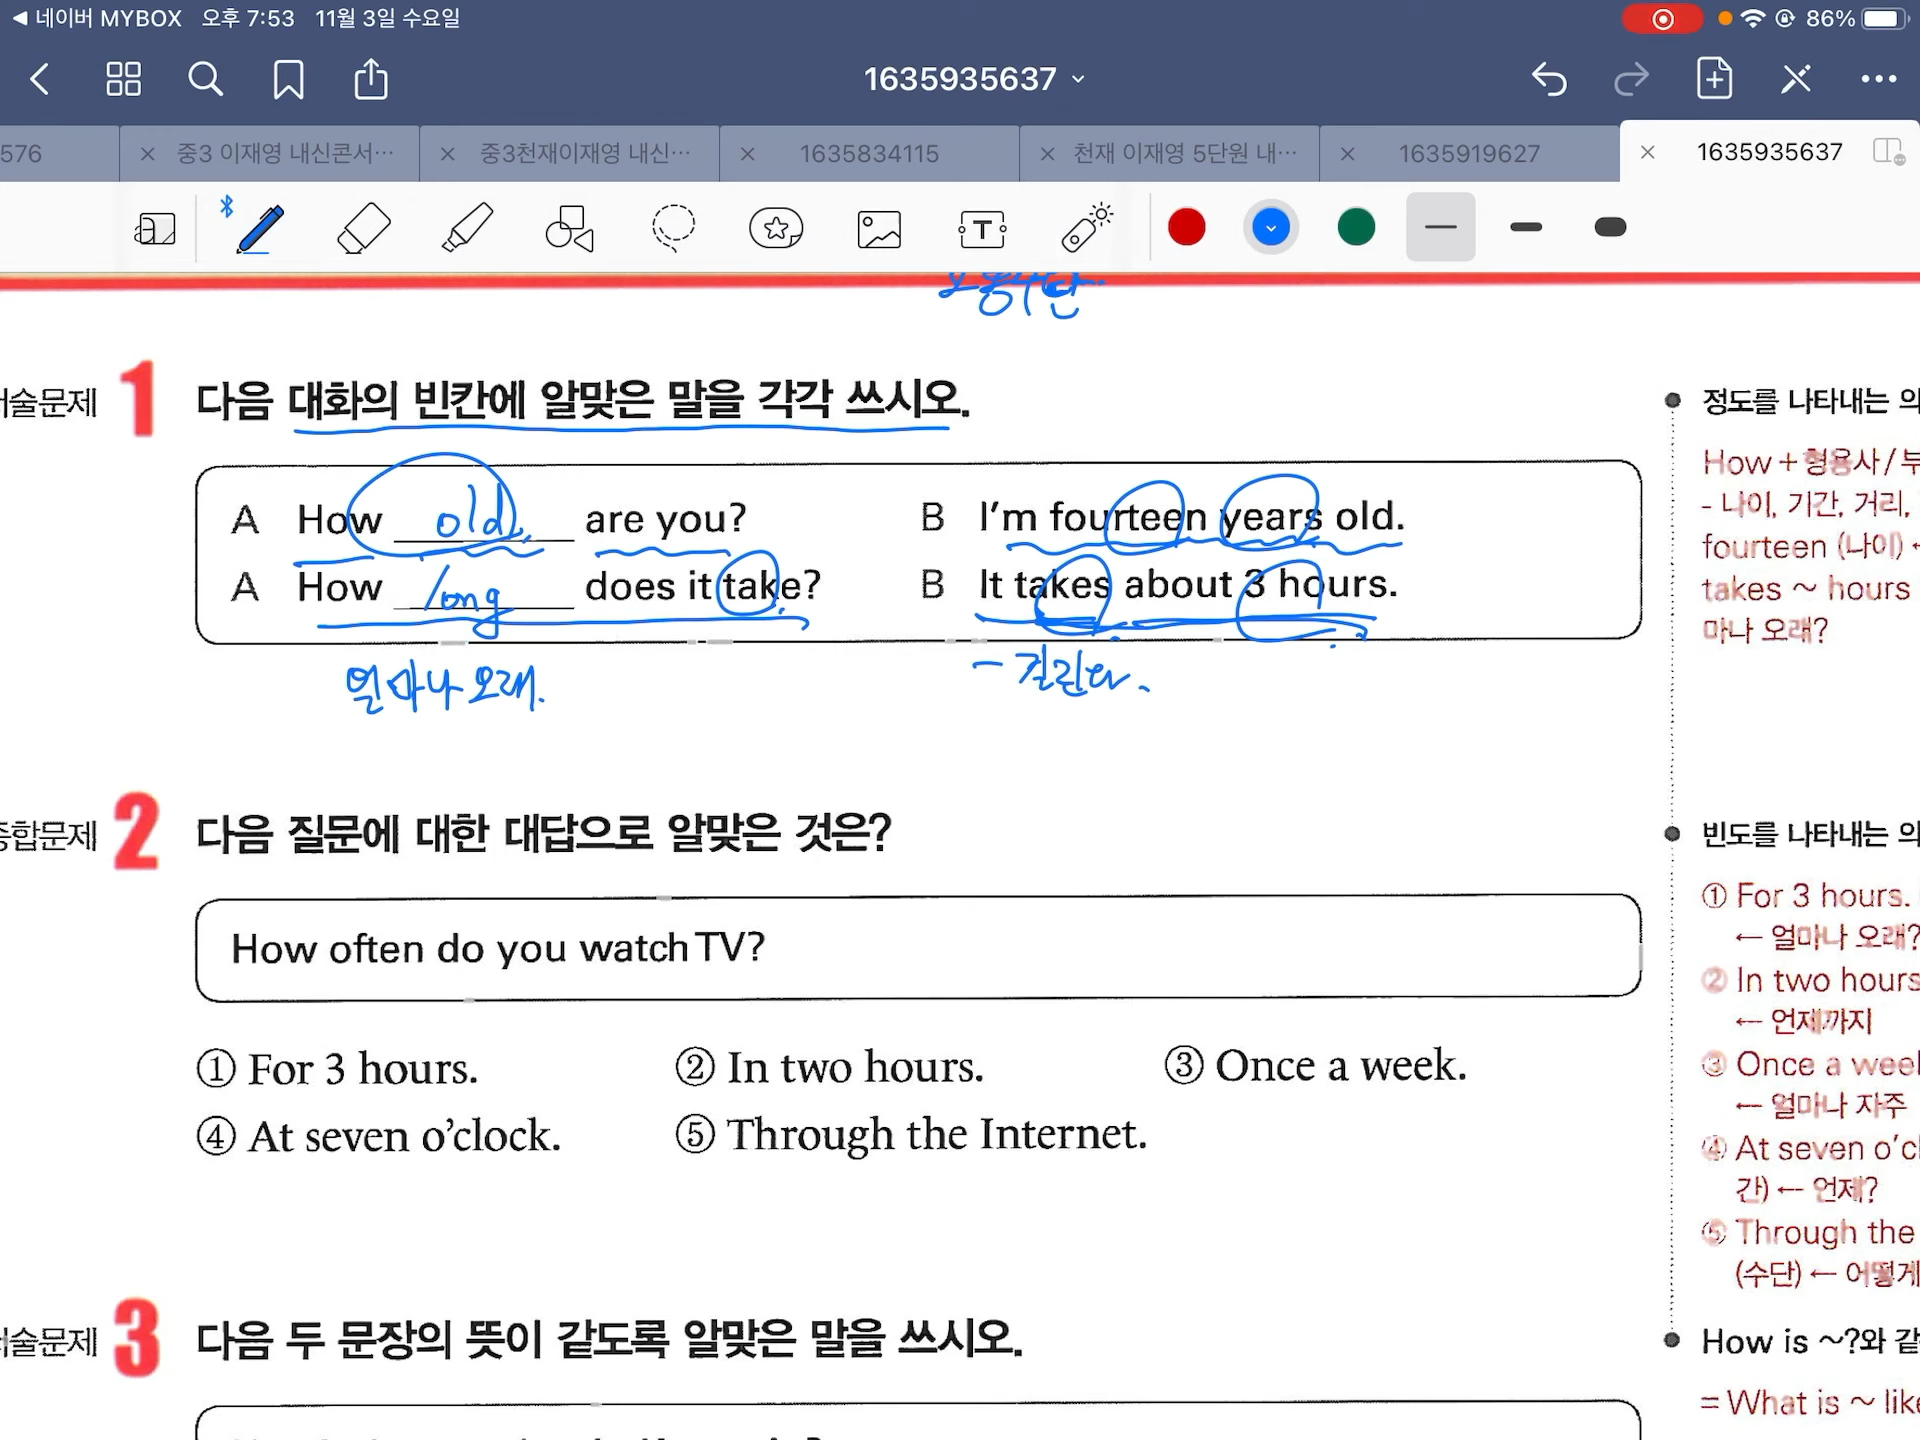 네이버 MYBOX 오후 7:53 11월 3일 수요일 86%
1635935637
576 중3 이재영 내신콘서… 중3천재이재영 내신… 1635834115 천재 이재영 5단원 내… 1635919627 1635935637
술문제 1 다음 대화의 빈칸에 알맞은 말을 각각 쓰시오.
A How old are you? B I'm fourteen years old.
A How long does it take? B It takes about 3 hours.
얼마나 오래. - 걸린다.
정도를 나타내는 의
How + 형용사/부
- 나이, 기간, 거리,
fourteen (나이) ←
takes ~ hours
마나 오래?
종합문제 2 다음 질문에 대한 대답으로 알맞은 것은?
How often do you watch TV?
① For 3 hours. ② In two hours. ③ Once a week.
④ At seven o'clock. ⑤ Through the Internet.
빈도를 나타내는 의
① For 3 hours.
← 얼마나 오래?
② In two hours
← 언제까지
③ Once a week
← 얼마나 자주
④ At seven o'cl
간) ← 언제?
⑤ Through the
(수단) ← 어떻게
술문제 3 다음 두 문장의 뜻이 같도록 알맞은 말을 쓰시오.
How is ~?와 같
= What is ~ like